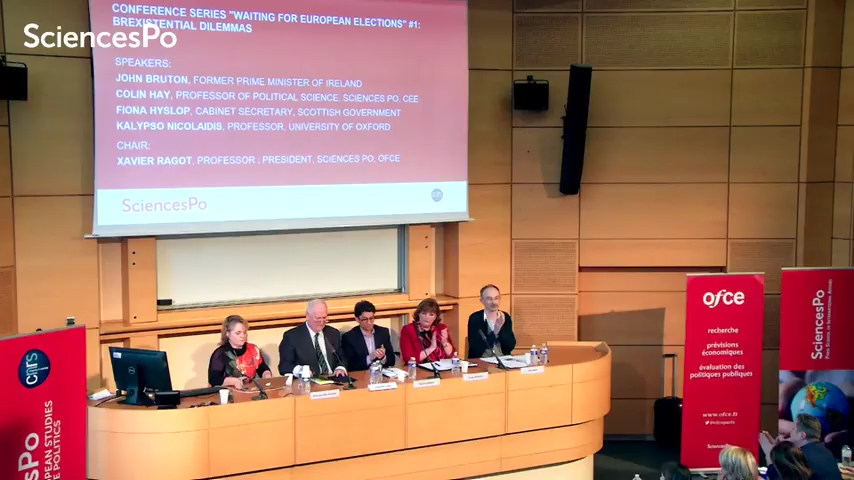 SciencesPo
CONFERENCE SERIES "WAITING FOR EUROPEAN ELECTIONS" #1:
BREXISTENTIAL DILEMMAS
SPEAKERS:
JOHN BRUTON, FORMER PRIME MINISTER OF IRELAND
COLIN HAY, PROFESSOR OF POLITICAL SCIENCE, SCIENCES PO, CEE
FIONA HYSLOP, CABINET SECRETARY, SCOTTISH GOVERNMENT
KALYPSO NICOLAIDIS, PROFESSOR, UNIVERSITY OF OXFORD
CHAIR:
XAVIER RAGOT, PROFESSOR ; PRESIDENT, SCIENCES PO, OFCE
SciencesPo
cnrs
sPo
PEAN STUDIES
E POLITICS
ofce
recherche
prévisions
économiques
évaluation des
politiques publiques
www.ofce.fr
SciencesPo
SciencesPo